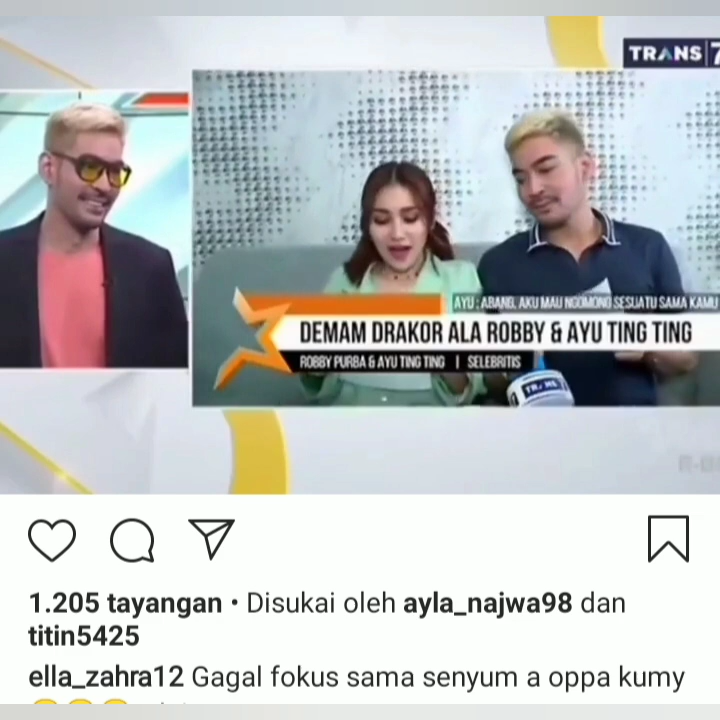 TRANS 7
AYU : ABANG, AKU MAU NGOMONG SESUATU SAMA KAMU
DEMAM DRAKOR ALA ROBBY & AYU TING TING
ROBBY PURBA & AYU TING TING | SELEBRITIS
1.205 tayangan • Disukai oleh ayla_najwa98 dan
titin5425
ella_zahra12 Gagal fokus sama senyum a oppa kumy